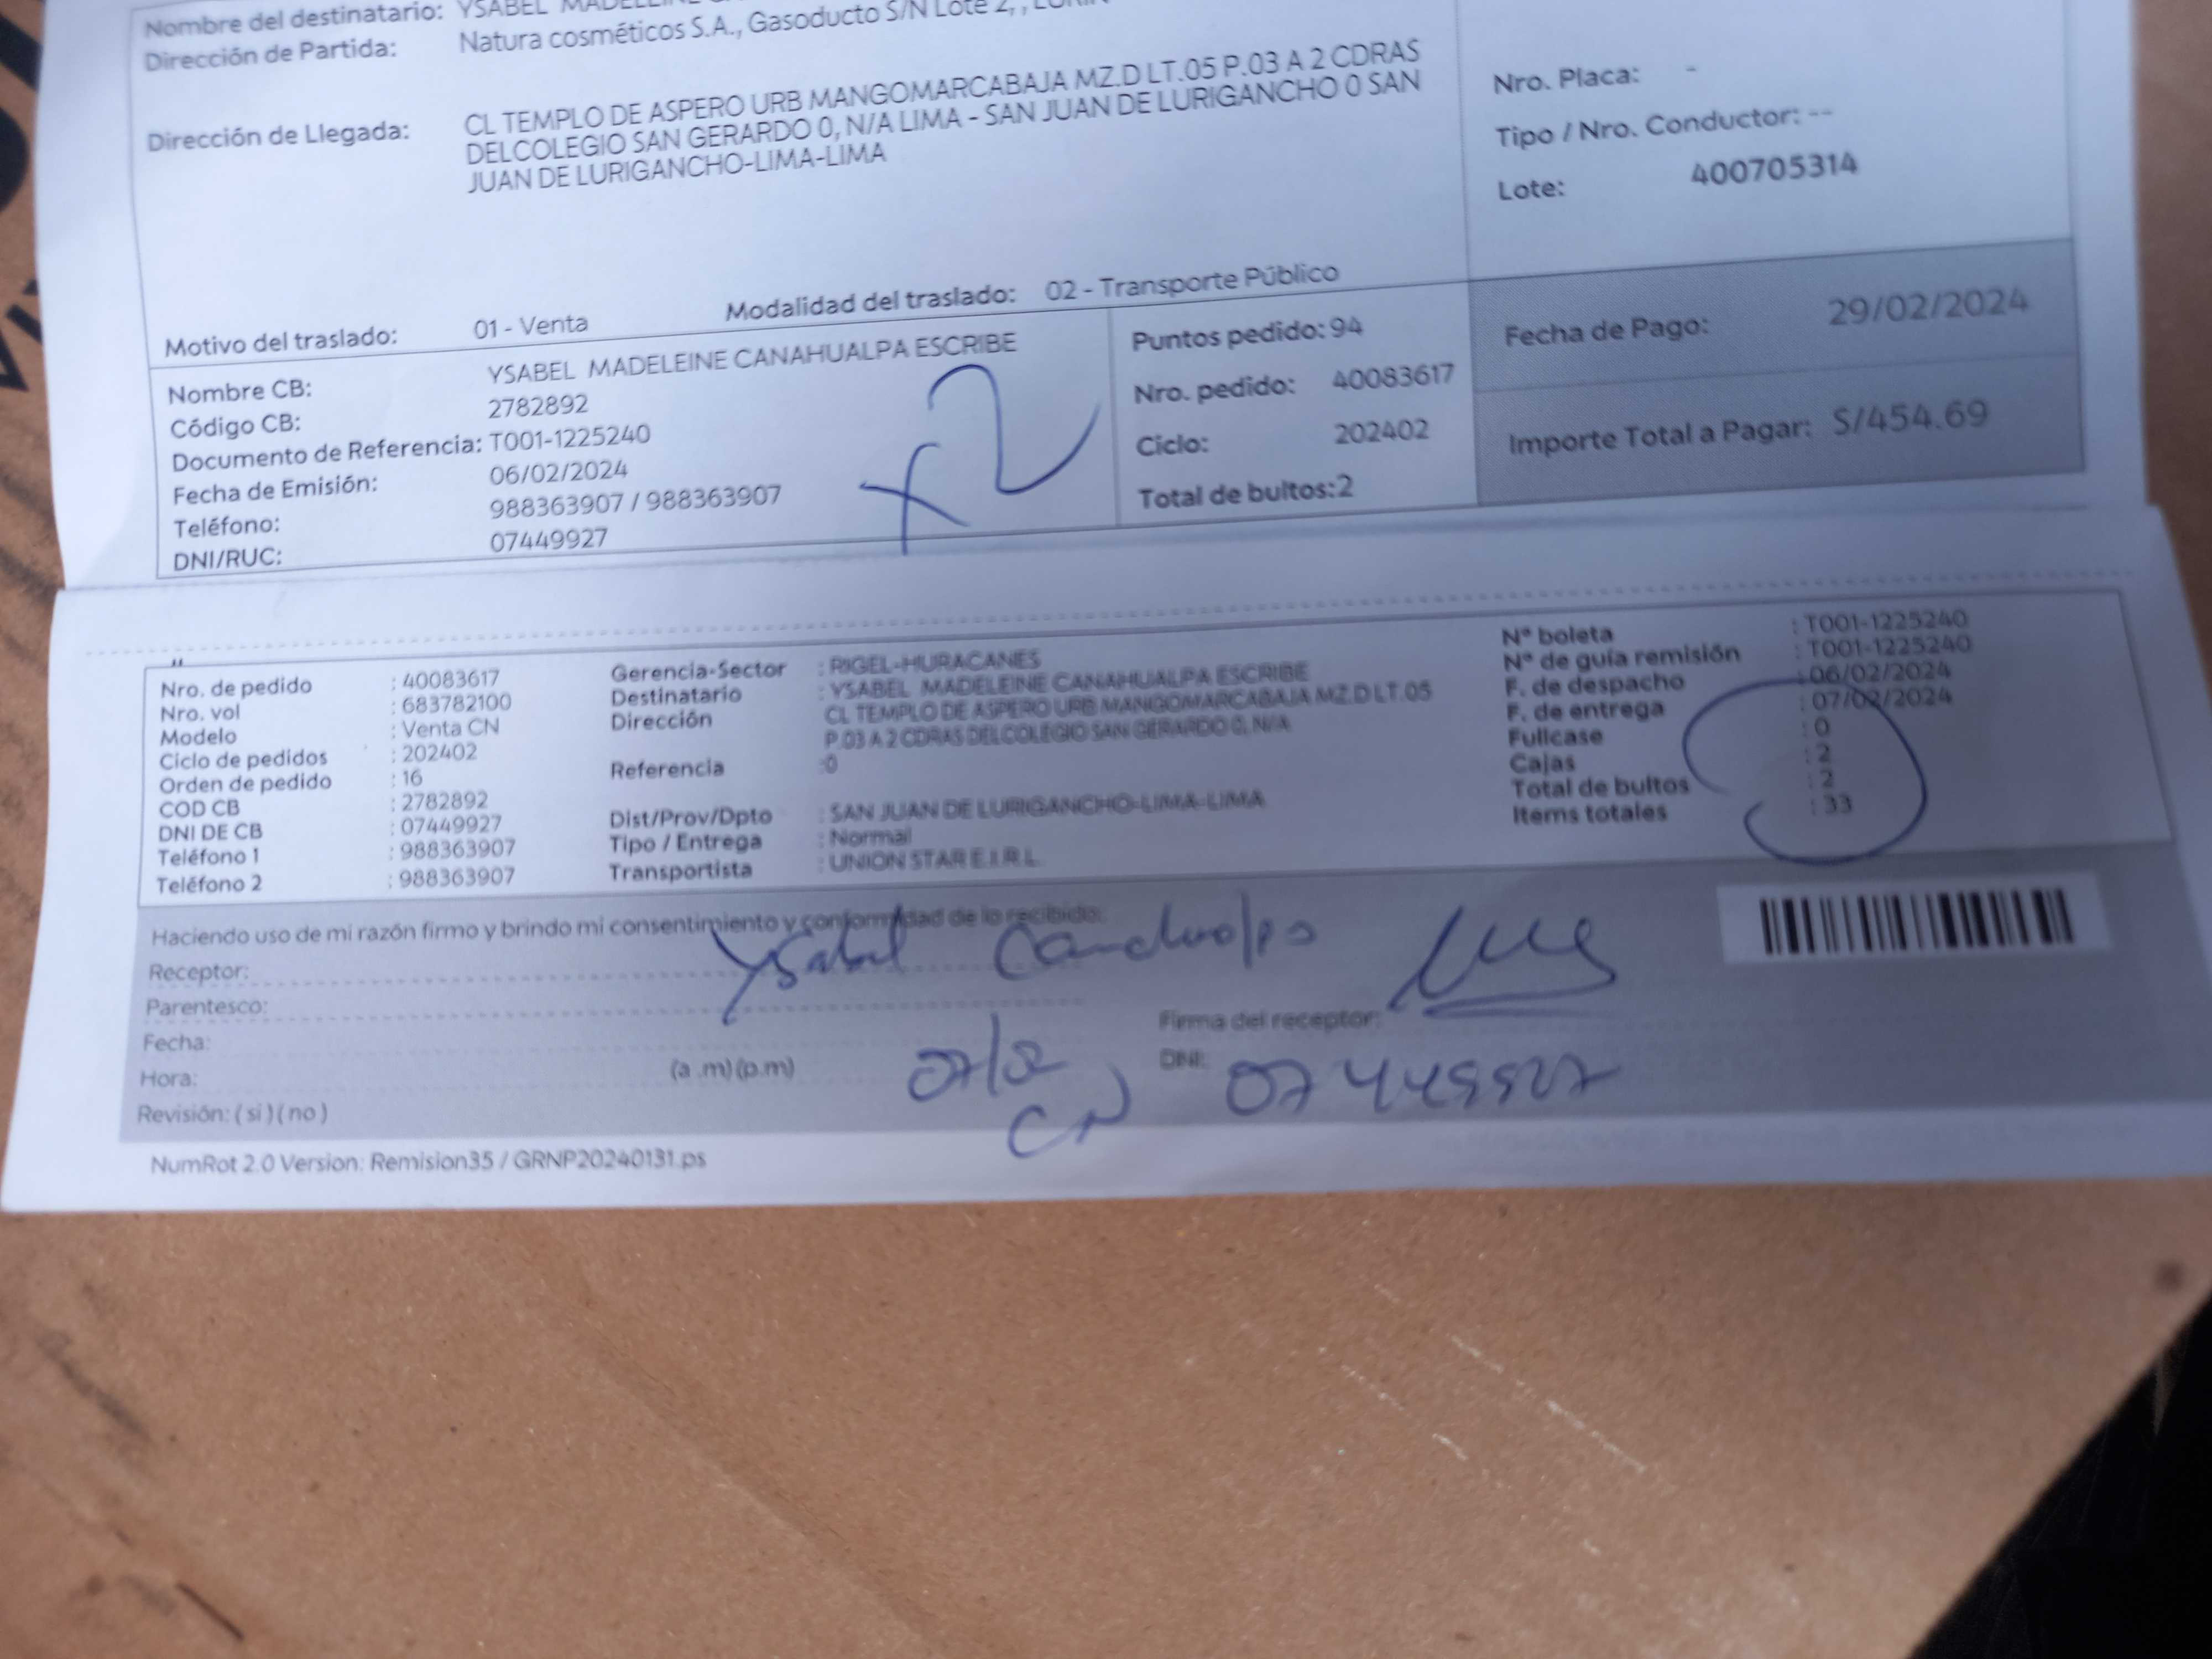 Nombre del destinatario: YSABEL MADELEINE
Dirección de Partida: Natura cosméticos S.A., Gasoducto S/N Lote 2, , LURIN
Dirección de Llegada: CL TEMPLO DE ASPERO URB MANGOMARCABAJA MZ.D LT.05 P.03 A 2 CDRAS
DELCOLEGIO SAN GERARDO 0, N/A LIMA - SAN JUAN DE LURIGANCHO 0 SAN
JUAN DE LURIGANCHO-LIMA-LIMA
Nro. Placa: -
Tipo / Nro. Conductor: --
Lote: 400705314
Motivo del traslado: 01 - Venta Modalidad del traslado: 02 - Transporte Público
Nombre CB: YSABEL MADELEINE CANAHUALPA ESCRIBE
Código CB: 2782892
Documento de Referencia: T001-1225240
Fecha de Emisión: 06/02/2024
Teléfono: 988363907 / 988363907
DNI/RUC: 07449927
x2
Puntos pedido: 94
Nro. pedido: 40083617
Ciclo: 202402
Total de bultos: 2
Fecha de Pago: 29/02/2024
Importe Total a Pagar: S/454.69
Nro. de pedido : 40083617
Nro. vol : 683782100
Modelo : Venta CN
Ciclo de pedidos : 202402
Orden de pedido : 16
COD CB : 2782892
DNI DE CB : 07449927
Teléfono 1 : 988363907
Teléfono 2 : 988363907
Gerencia-Sector : RIGEL-HURACANES
Destinatario : YSABEL MADELEINE CANAHUALPA ESCRIBE
Dirección CL TEMPLO DE ASPERO URB MANGOMARCABAJA MZ.D LT.05
P.03 A 2 CDRAS DELCOLEGIO SAN GERARDO 0, N/A
Referencia :0
Dist/Prov/Dpto : SAN JUAN DE LURIGANCHO-LIMA-LIMA
Tipo / Entrega : Normal
Transportista : UNION STAR E.I.R.L.
N° boleta : T001-1225240
N° de guía remisión : T001-1225240
F. de despacho : 06/02/2024
F. de entrega : 07/02/2024
Fullcase : 0
Cajas : 2
Total de bultos : 2
Items totales : 33
Haciendo uso de mi razón firmo y brindo mi consentimiento y conformidad de lo recibido:
Receptor: Ysabel Canahualpa
Parentesco:
Firma del receptor:
Fecha: 07/2
Hora: (a .m) (p.m)
DNI: 07449927
Revisión: ( si ) ( no )
CN
NumRot 2.0 Version: Remision35 / GRNP20240131.ps